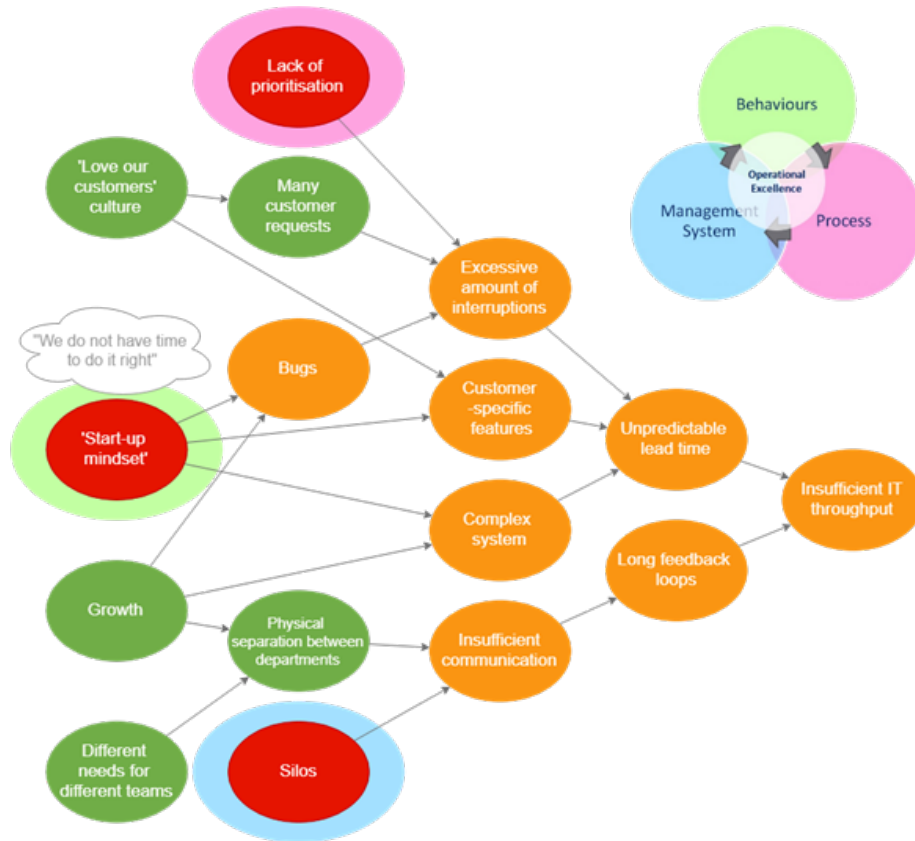 Lack of
prioritisation
Behaviours
Operational
Excellence
Management
System
Process
'Love our
customers'
culture
Many
customer
requests
Excessive
amount of
interruptions
"We do not have time
to do it right"
Bugs
Customer
-specific
features
'Start-up
mindset'
Unpredictable
lead time
Insufficient IT
throughput
Complex
system
Long feedback
loops
Growth
Physical
separation between
departments
Insufficient
communication
Different
needs for
different teams
Silos